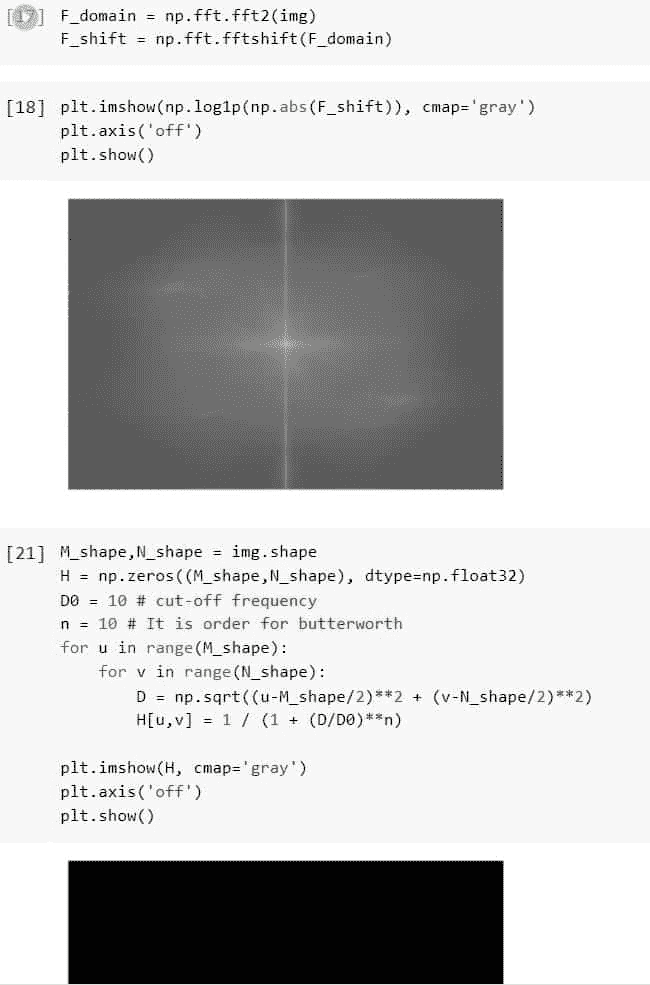 [17] F_domain = np.fft.fft2(img)
F_shift = np.fft.fftshift(F_domain)
[18] plt.imshow(np.log1p(np.abs(F_shift)), cmap='gray')
plt.axis('off')
plt.show()
[21] M_shape,N_shape = img.shape
H = np.zeros((M_shape,N_shape), dtype=np.float32)
D0 = 10 # cut-off frequency
n = 10 # It is order for butterworth
for u in range(M_shape):
    for v in range(N_shape):
        D = np.sqrt((u-M_shape/2)**2 + (v-N_shape/2)**2)
        H[u,v] = 1 / (1 + (D/D0)**n)
plt.imshow(H, cmap='gray')
plt.axis('off')
plt.show()